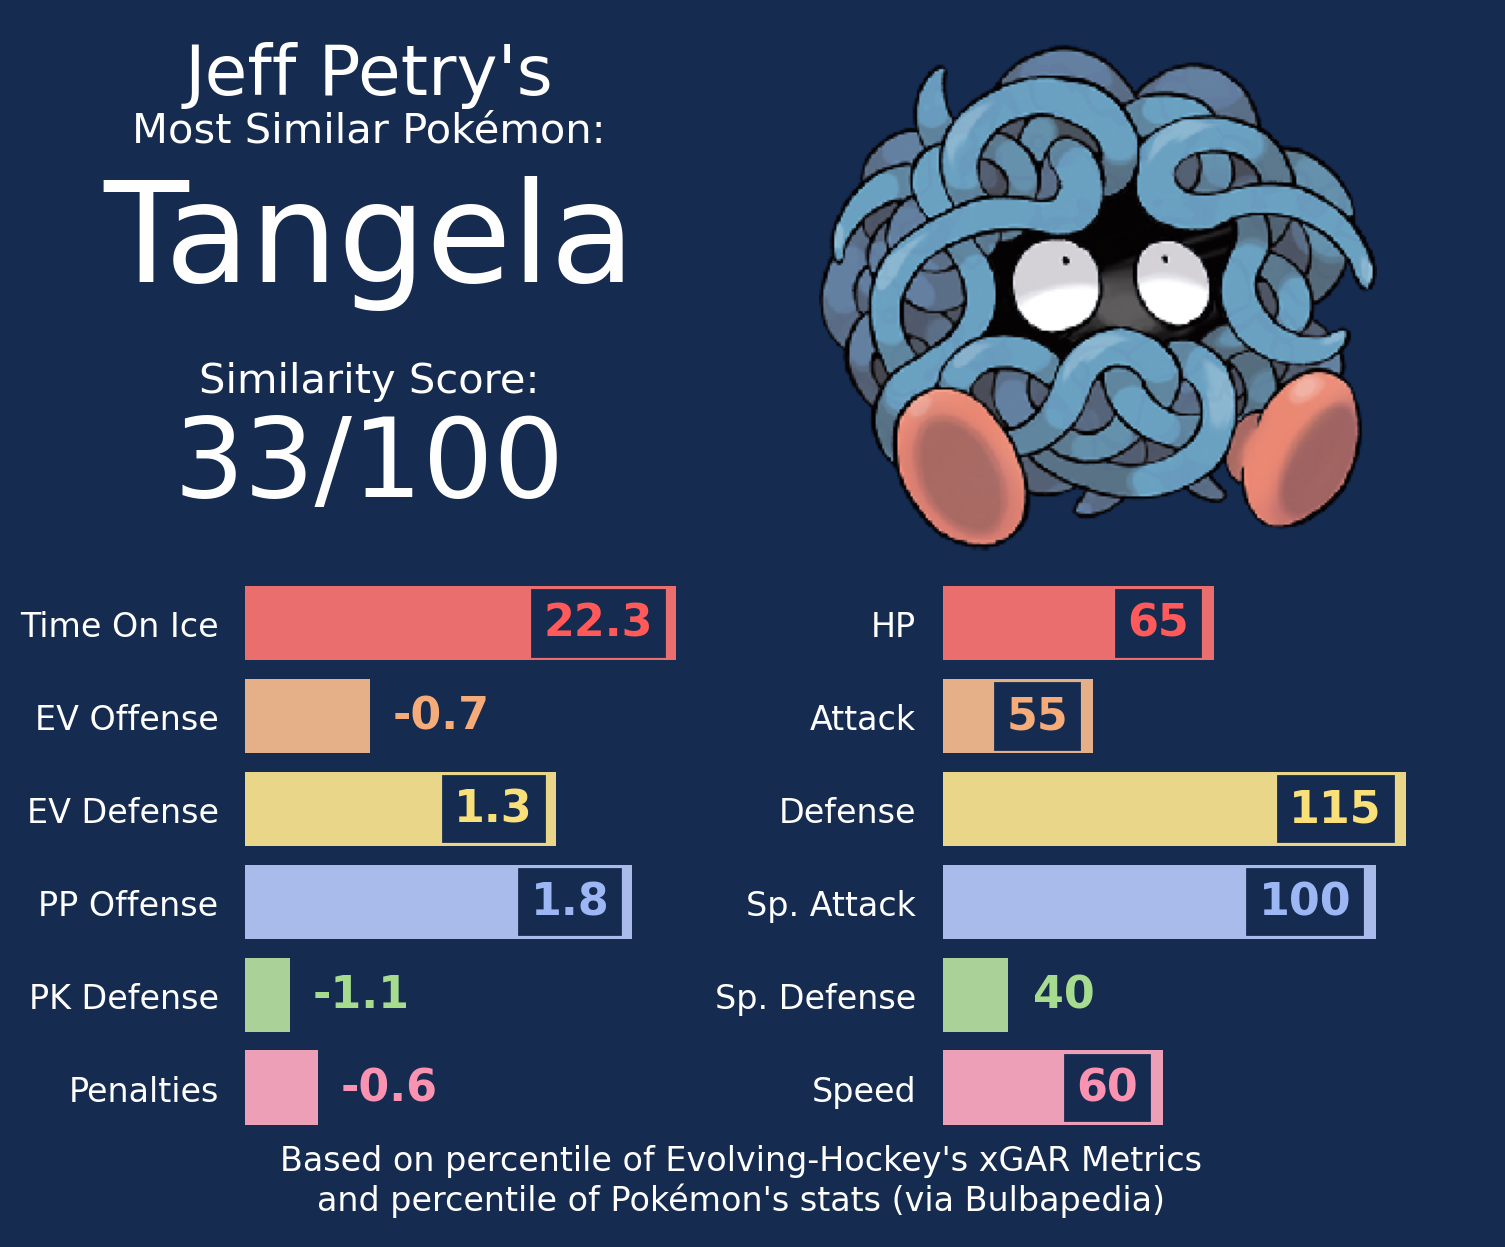 Jeff Petry's
Most Similar Pokémon:
Tangela
Similarity Score:
33/100
Time On Ice 22.3
EV Offense -0.7
EV Defense 1.3
PP Offense 1.8
PK Defense -1.1
Penalties -0.6
HP 65
Attack 55
Defense 115
Sp. Attack 100
Sp. Defense 40
Speed 60
Based on percentile of Evolving-Hockey's xGAR Metrics
and percentile of Pokémon's stats (via Bulbapedia)